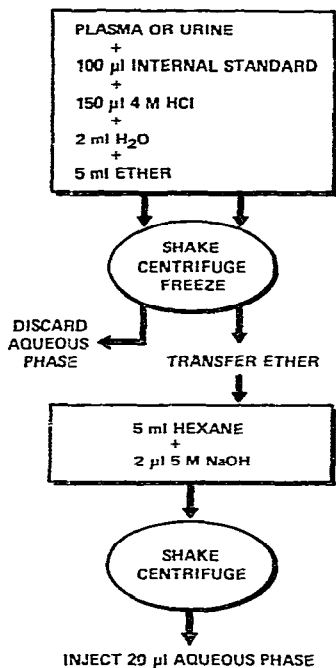 PLASMA OR URINE
+
100 µl INTERNAL STANDARD
+
150 µl 4 M HCl
+
2 ml H₂O
+
5 ml ETHER
SHAKE
CENTRIFUGE
FREEZE
DISCARD
AQUEOUS
PHASE
TRANSFER ETHER
5 ml HEXANE
+
2 µl 5 M NaOH
SHAKE
CENTRIFUGE
INJECT 20 µl AQUEOUS PHASE